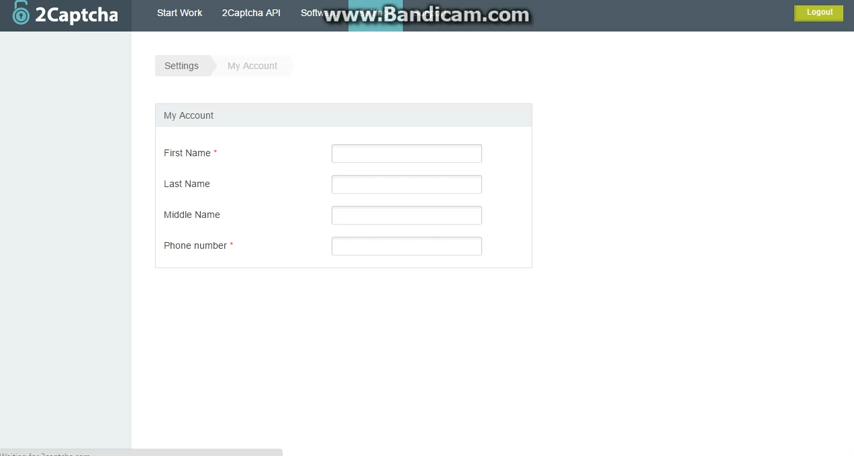 2Captcha
Start Work 2Captcha API Softw
www.Bandicam.com
Logout
Settings My Account
My Account
First Name *
Last Name
Middle Name
Phone number *